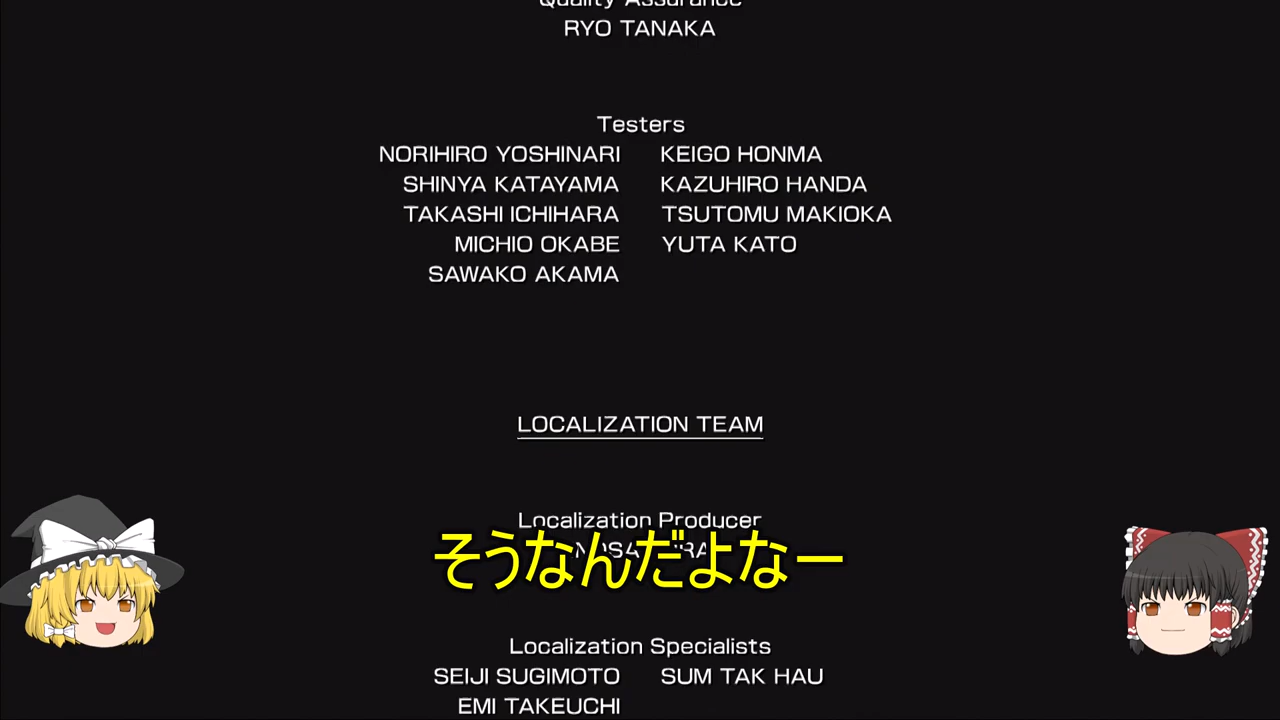 Quality Assurance
RYO TANAKA
Testers
NORIHIRO YOSHINARI KEIGO HONMA
SHINYA KATAYAMA KAZUHIRO HANDA
TAKASHI ICHIHARA TSUTOMU MAKIOKA
MICHIO OKABE YUTA KATO
SAWAKO AKAMA
LOCALIZATION TEAM
Localization Producer
そうなんだよなー
Localization Specialists
SEIJI SUGIMOTO SUM TAK HAU
EMI TAKEUCHI